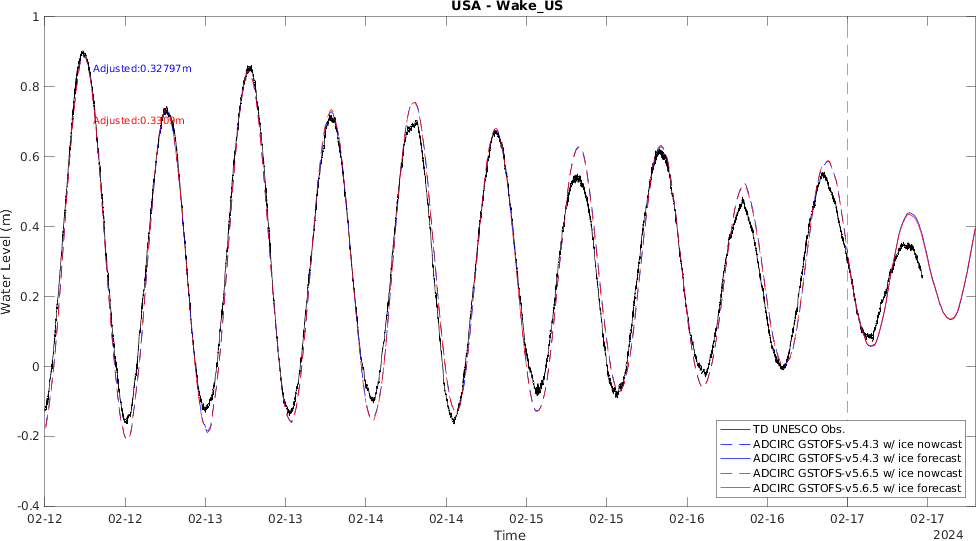 USA - Wake_US
1
0.8
0.6
0.4
0.2
0
-0.2
-0.4
Water Level (m)
Adjusted:0.32797m
Adjusted:0.3309m
02-12
02-12
02-13
02-13
02-14
02-14
02-15
02-15
02-16
02-16
02-17
02-17
Time
2024
TD UNESCO Obs.
ADCIRC GSTOFS-v5.4.3 w/ ice nowcast
ADCIRC GSTOFS-v5.4.3 w/ ice forecast
ADCIRC GSTOFS-v5.6.5 w/ ice nowcast
ADCIRC GSTOFS-v5.6.5 w/ ice forecast